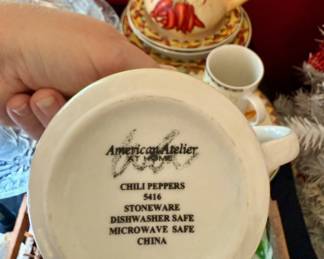 American Atelier
AT HOME
CHILI PEPPERS
5416
STONEWARE
DISHWASHER SAFE
MICROWAVE SAFE
CHINA